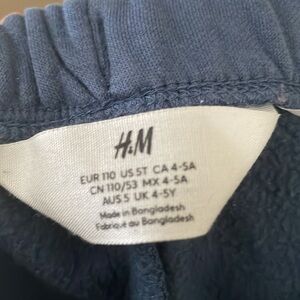 H&M
EUR 110 US 5T CA 4-5A
CN 110/53 MX 4-5A
AUS 5 UK 4-5Y
Made in Bangladesh
Fabriqué au Bangladesh